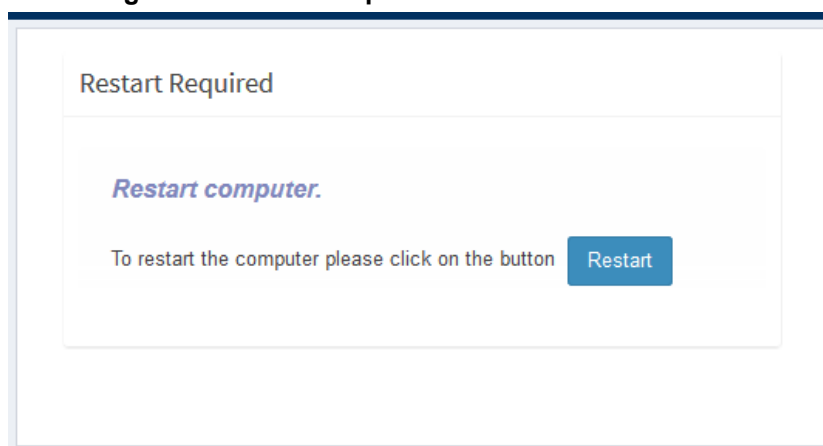 Restart Required
Restart computer.
To restart the computer please click on the button Restart